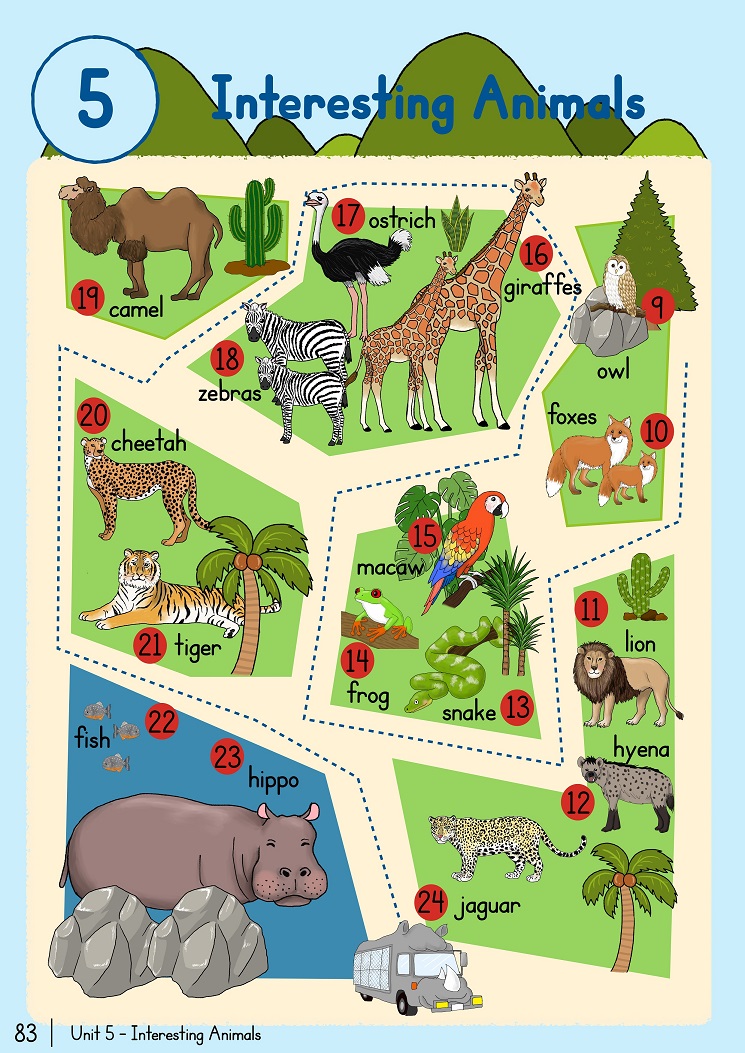 5
Interesting Animals
17 ostrich
16
giraffes
19 camel
9
owl
18
zebras
foxes
10
20
cheetah
15
macaw
11
lion
21 tiger
14
frog
snake 13
fish
22
23
hippo
hyena
12
24 jaguar
83 Unit 5 – Interesting Animals